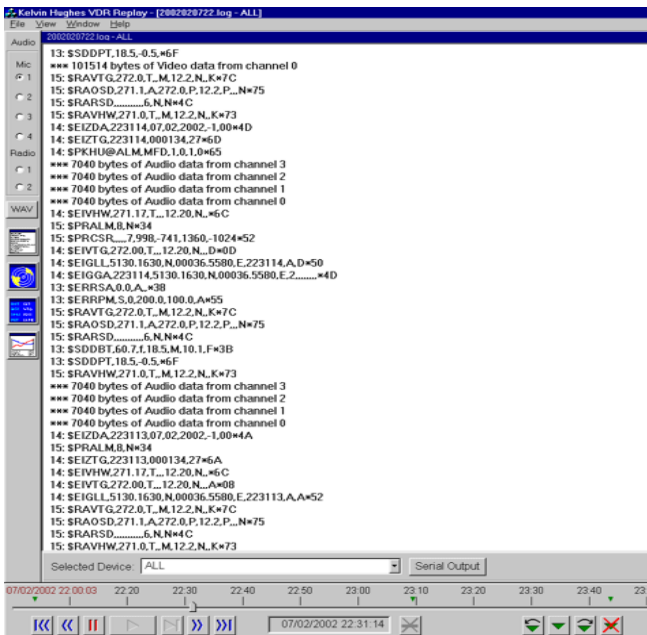 Kelvin Hughes VDR Replay - [2002020722.log - ALL]
File View Window Help
Audio
2002020722.log - ALL
Mic
1
2
3
4
Radio
1
2
WAV
13: $SDDPT,18.5,-0.5,*6F
*** 101514 bytes of Video data from channel 0
15: $RAVTG,272.0,T,,M,12.2,N,,K*7C
15: $RAOSD,271.1,A,272.0,P,12.2,P,,,N*75
15: $RARSD,,,,,,,,,,,6,N,N*4C
15: $RAVHW,271.0,T,,M,12.2,N,,K*73
14: $EIZDA,223114,07,02,2002,-1,00*4D
14: $EIZTG,223114,000134,27*6D
14: $PKHU@ALM,MFD,1,0,1,0*65
*** 7040 bytes of Audio data from channel 3
*** 7040 bytes of Audio data from channel 2
*** 7040 bytes of Audio data from channel 1
*** 7040 bytes of Audio data from channel 0
14: $EIVHW,271.17,T,,,12.20,N,,*6C
15: $PRALM,8,N*34
15: $PRCSR,,,,7,998,-741,1360,-1024*52
14: $EIVTG,272.00,T,,,12.20,N,,,D*0D
14: $EIGLL,5130.1630,N,00036.5580,E,223114,A,D*50
14: $EIGGA,223114,5130.1630,N,00036.5580,E,2,,,,,,,,*4D
13: $ERRSA,0.0,A,,*38
13: $ERRPM,S,0,200.0,100.0,A*55
15: $RAVTG,272.0,T,,M,12.2,N,,K*7C
15: $RAOSD,271.1,A,272.0,P,12.2,P,,,N*75
15: $RARSD,,,,,,,,,,,6,N,N*4C
13: $SDDBT,60.7,f,18.5,M,10.1,F*3B
13: $SDDPT,18.5,-0.5,*6F
15: $RAVHW,271.0,T,,M,12.2,N,,K*73
*** 7040 bytes of Audio data from channel 3
*** 7040 bytes of Audio data from channel 2
*** 7040 bytes of Audio data from channel 1
*** 7040 bytes of Audio data from channel 0
14: $EIZDA,223113,07,02,2002,-1,00*4A
15: $PRALM,8,N*34
14: $EIZTG,223113,000134,27*6A
14: $EIVHW,271.17,T,,,12.20,N,,*6C
14: $EIVTG,272.00,T,,,12.20,N,,,A*08
14: $EIGLL,5130.1630,N,00036.5580,E,223113,A,A*52
15: $RAVTG,272.0,T,,M,12.2,N,,K*7C
15: $RAOSD,271.1,A,272.0,P,12.2,P,,,N*75
15: $RARSD,,,,,,,,,,,6,N,N*4C
15: $RAVHW,271.0,T,,M,12.2,N,,K*73
Selected Device: ALL Serial Output
07/02/2002 22:00:03 22:20 22:30 22:40 22:50 23:00 23:10 23:20 23:30 23:40 23:
07/02/2002 22:31:14